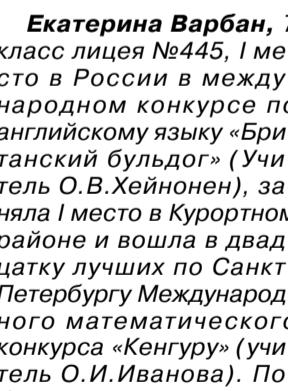 Екатерина Варбан, 7
класс лицея №445, I ме
сто в России в между
народном конкурсе по
английскому языку «Бри
танский бульдог» (Учи
тель О.В.Хейнонен), за
няла I место в Курортном
районе и вошла в двад
цатку лучших по Санкт
Петербургу Международ
ного математического
конкурса «Кенгуру» (учи
тель О.И.Иванова). По